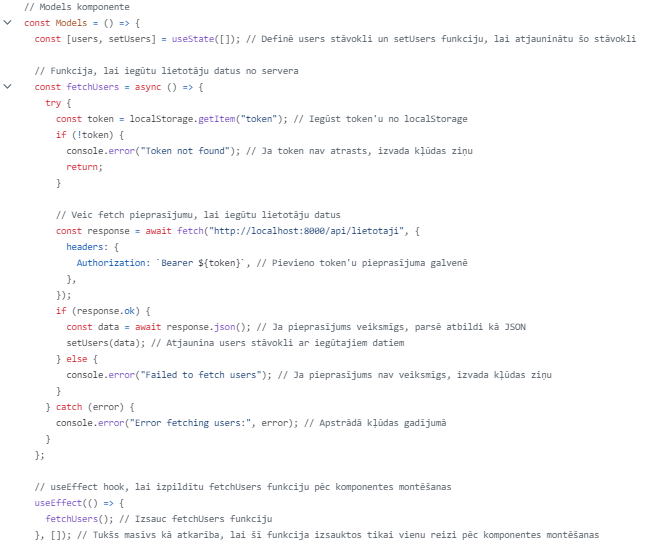 // Models komponente
const Models = () => {
const [users, setUsers] = useState([]); // Definē users stāvokli un setUsers funkciju, lai atjauninātu šo stāvokli
// Funkcija, lai iegūtu lietotāju datus no servera
const fetchUsers = async () => {
try {
const token = localStorage.getItem("token"); // Iegūst token'u no localStorage
if (!token) {
console.error("Token not found"); // Ja token nav atrasts, izvada kļūdas ziņu
return;
}
// Veic fetch pieprasījumu, lai iegūtu lietotāju datus
const response = await fetch("http://localhost:8000/api/lietotaji", {
headers: {
Authorization: `Bearer ${token}`, // Pievieno token'u pieprasījuma galvenē
},
});
if (response.ok) {
const data = await response.json(); // Ja pieprasījums veiksmīgs, parsē atbildi kā JSON
setUsers(data); // Atjaunina users stāvokli ar iegūtajiem datiem
} else {
console.error("Failed to fetch users"); // Ja pieprasījums nav veiksmīgs, izvada kļūdas ziņu
}
} catch (error) {
console.error("Error fetching users:", error); // Apstrādā kļūdas gadījumā
}
};
// useEffect hook, lai izpildītu fetchUsers funkciju pēc komponentes montēšanas
useEffect(() => {
fetchUsers(); // Izsauc fetchUsers funkciju
}, []); // Tukšs masīvs kā atkarība, lai šī funkcija izsauktos tikai vienu reizi pēc komponentes montēšanas